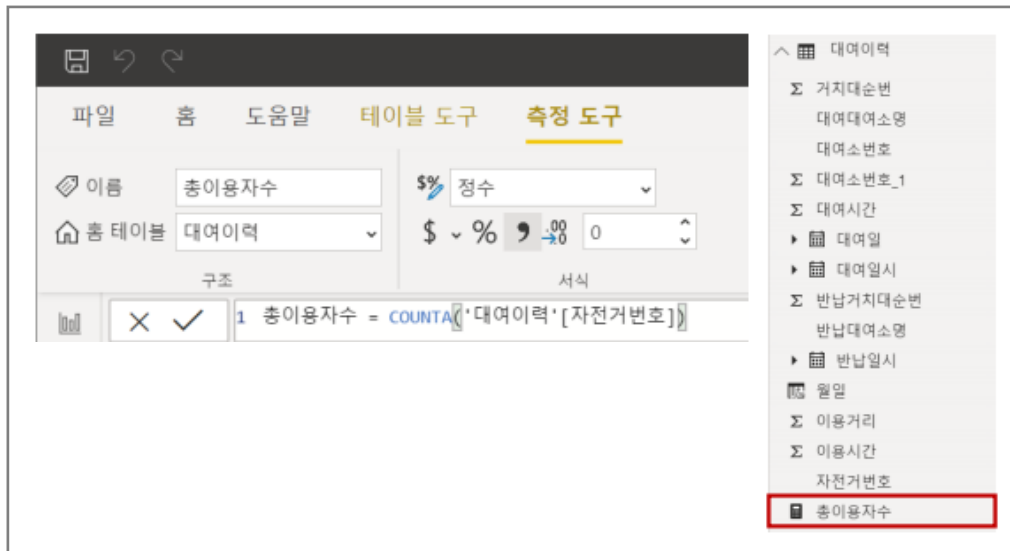 파일 홈 도움말 테이블 도구 측정 도구
이름 총이용자수
홈 테이블 대여이력
구조
$% 정수
$ % , .00 →.0 0
서식
1 총이용자수 = COUNTA('대여이력'[자전거번호])
대여이력
Σ 거치대순번
대여대여소명
대여소번호
Σ 대여소번호_1
Σ 대여시간
대여일
대여일시
Σ 반납거치대순번
반납대여소명
반납일시
월일
Σ 이용거리
Σ 이용시간
자전거번호
총이용자수